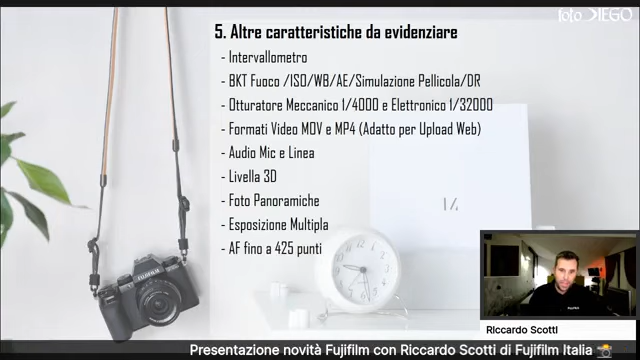 foto DIEGO
5. Altre caratteristiche da evidenziare
- Intervallometro
- BKT Fuoco /ISO/WB/AE/Simulazione Pellicola/DR
- Otturatore Meccanico 1/4000 e Elettronico 1/32000
- Formati Video MOV e MP4 (Adatto per Upload Web)
- Audio Mic e Linea
- Livella 3D
- Foto Panoramiche
- Esposizione Multipla
- AF fino a 425 punti
14
FUJIFILM
Riccardo Scotti
Presentazione novità Fujifilm con Riccardo Scotti di Fujifilm Italia